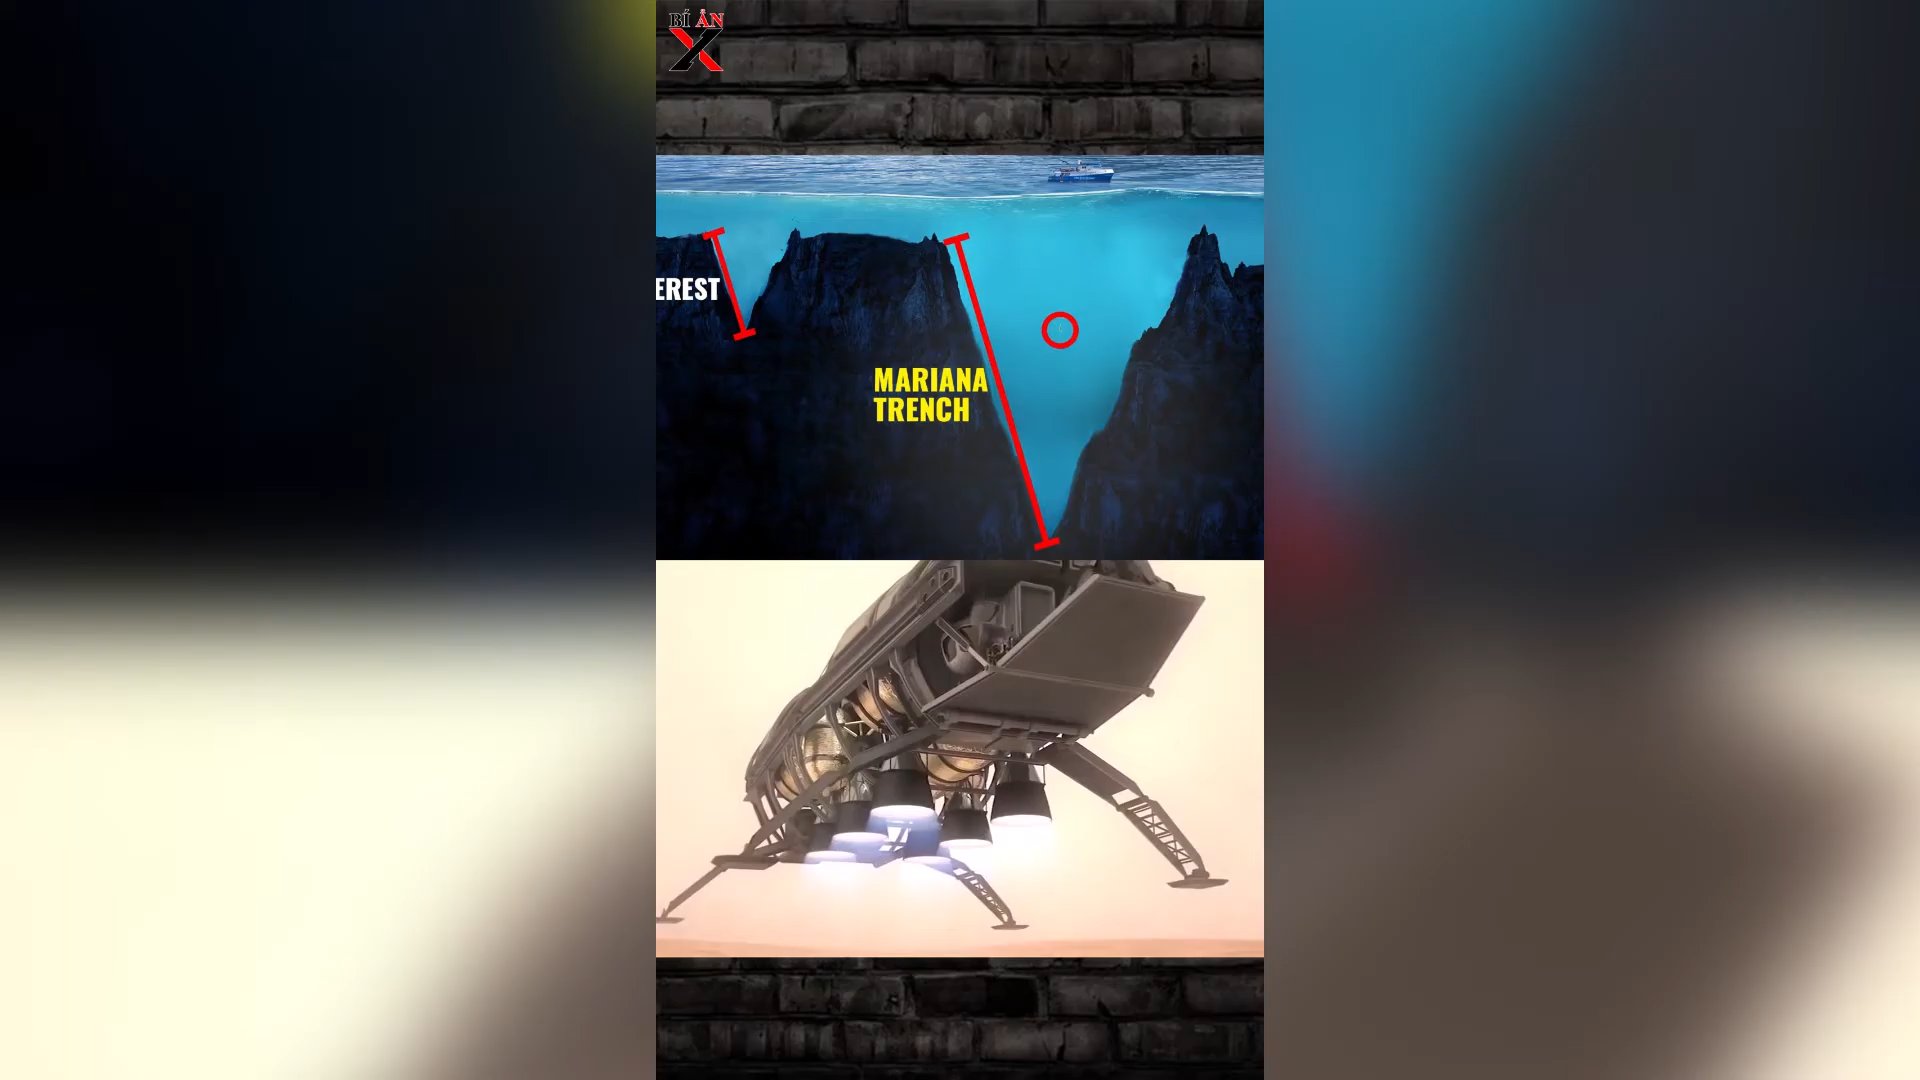 BÍ ẨN
X
EREST
MARIANA
TRENCH